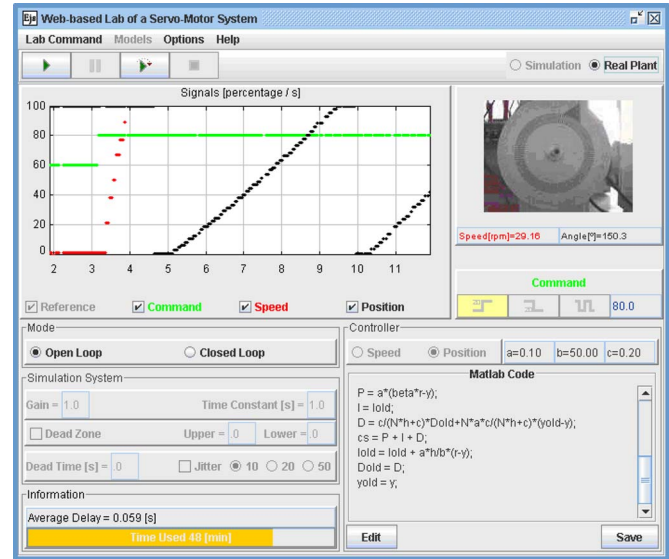 Ejs Web-based Lab of a Servo-Motor System
Lab Command Models Options Help
Simulation Real Plant
Signals [percentage / s]
100
80
60
40
20
0
2 3 4 5 6 7 8 9 10 11
Reference Command Speed Position
Speed[rpm]=29.16 Angle[º]=150.3
Command
80.0
Mode
Open Loop Closed Loop
Simulation System
Gain = 1.0 Time Constant [s] = 1.0
Dead Zone Upper = 0 Lower = 0
Dead Time [s] = 0 Jitter 10 20 50
Information
Average Delay = 0.059 [s]
Time Used 48 [min]
Controller
Speed Position a=0.10 b=50.00 c=0.20
Matlab Code
P = a*(beta*r-y);
I = Iold;
D = c/(N*h+c)*Dold+N*a*c/(N*h+c)*(yold-y);
cs = P + I + D;
Iold = Iold + a*h/b*(r-y);
Dold = D;
yold = y;
Edit Save